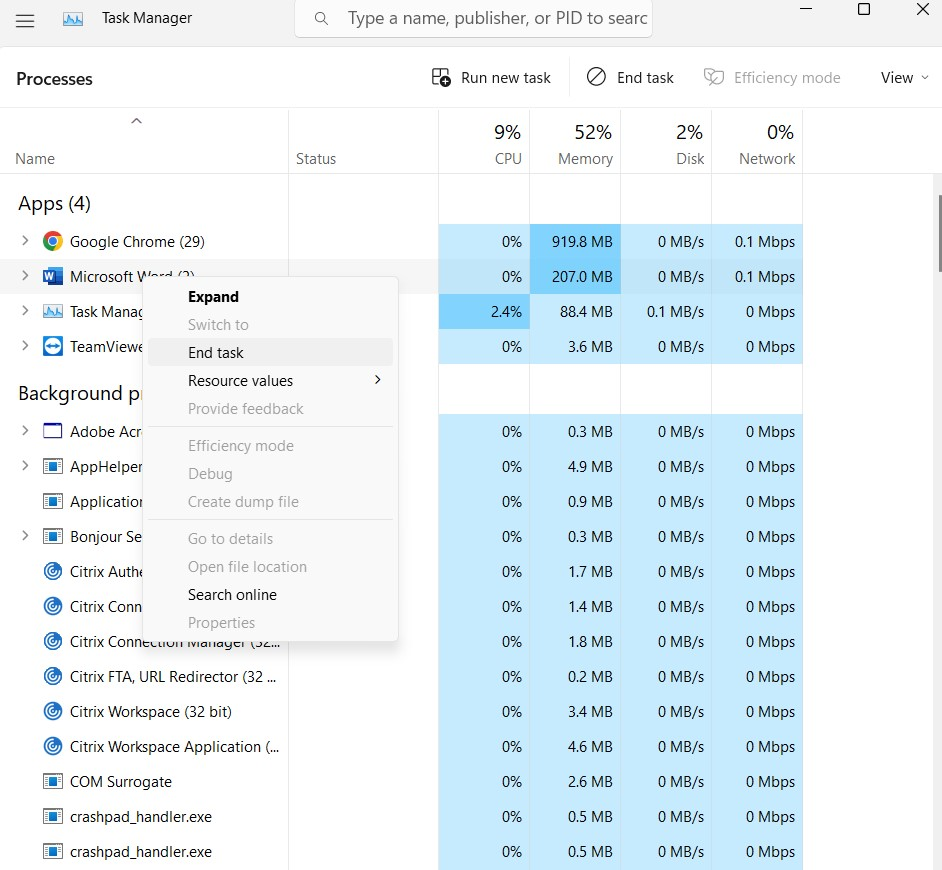 Task Manager
Type a name, publisher, or PID to searc
Processes
Run new task
End task
Efficiency mode
View
9% 52% 2% 0%
Name Status CPU Memory Disk Network
Apps (4)
Google Chrome (29) 0% 919.8 MB 0 MB/s 0.1 Mbps
Microsoft Word (2) 0% 207.0 MB 0 MB/s 0.1 Mbps
Task Manag 2.4% 88.4 MB 0.1 MB/s 0 Mbps
TeamViewe 0% 3.6 MB 0 MB/s 0 Mbps
Background p
Adobe Acr 0% 0.3 MB 0 MB/s 0 Mbps
AppHelper 0% 4.9 MB 0 MB/s 0 Mbps
Application 0% 0.9 MB 0 MB/s 0 Mbps
Bonjour Se 0% 0.3 MB 0 MB/s 0 Mbps
Citrix Authe 0% 1.7 MB 0 MB/s 0 Mbps
Citrix Conn 0% 1.4 MB 0 MB/s 0 Mbps
Citrix Connection Manager (32... 0% 1.8 MB 0 MB/s 0 Mbps
Citrix FTA, URL Redirector (32 ... 0% 0.2 MB 0 MB/s 0 Mbps
Citrix Workspace (32 bit) 0% 3.4 MB 0 MB/s 0 Mbps
Citrix Workspace Application (... 0% 4.6 MB 0 MB/s 0 Mbps
COM Surrogate 0% 2.6 MB 0 MB/s 0 Mbps
crashpad_handler.exe 0% 0.5 MB 0 MB/s 0 Mbps
crashpad_handler.exe 0% 0.5 MB 0 MB/s 0 Mbps
Expand
Switch to
End task
Resource values
Provide feedback
Efficiency mode
Debug
Create dump file
Go to details
Open file location
Search online
Properties